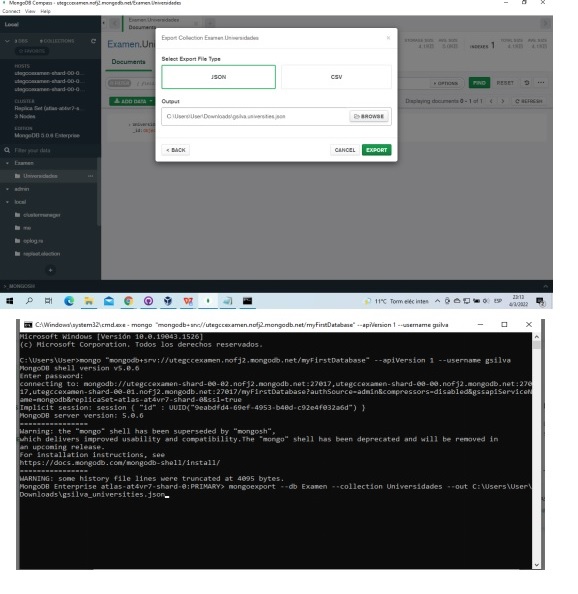 MongoDB Compass - utegccexamen.nofj2.mongodb.net/Examen.Universidades
Connect View Help
Local
Examen.Universidades
Documents
3 DBS 8 COLLECTIONS
HOSTS
utegccexamen-shard-00-0...
utegccexamen-shard-00-0...
utegccexamen-shard-00-0...
CLUSTER
Replica Set (atlas-at4vr7-s...
3 Nodes
EDITION
MongoDB 5.0.6 Enterprise
Filter your data
Examen
Universidades
admin
local
clustermanager
me
oplog.rs
replset.election
>_MONGOSH
Examen.Uni
Documents
ADD DATA
INDEXES 1
OPTIONS FIND RESET
Displaying documents 0 - 1 of 1 REFRESH
Export Collection Examen.Universidades
Select Export File Type
JSON CSV
Output
C:\Users\User\Downloads\gsilva.universities.json BROWSE
< BACK CANCEL EXPORT
11°C Torm eléc inten ESP 23:13
4/3/2022
C:\Windows\system32\cmd.exe - mongo "mongodb+srv://utegccexamen.nofj2.mongodb.net/myFirstDatabase" --apiVersion 1 --username gsilva
Microsoft Windows [Versión 10.0.19043.1526]
(c) Microsoft Corporation. Todos los derechos reservados.
C:\Users\User>mongo "mongodb+srv://utegccexamen.nofj2.mongodb.net/myFirstDatabase" --apiVersion 1 --username gsilva
MongoDB shell version v5.0.6
Enter password:
connecting to: mongodb://utegccexamen-shard-00-02.nofj2.mongodb.net:27017,utegccexamen-shard-00-00.nofj2.mongodb.net:270
17,utegccexamen-shard-00-01.nofj2.mongodb.net:27017/myFirstDatabase?authSource=admin&compressors=disabled&gssapiServiceN
ame=mongodb&replicaSet=atlas-at4vr7-shard-0&ssl=true
Implicit session: session { "id" : UUID("9eabdfd4-69ef-4953-b40d-c92e4f032a6d") }
MongoDB server version: 5.0.6
================
Warning: the "mongo" shell has been superseded by "mongosh",
which delivers improved usability and compatibility.The "mongo" shell has been deprecated and will be removed in
an upcoming release.
For installation instructions, see
https://docs.mongodb.com/mongodb-shell/install/
================
WARNING: some history file lines were truncated at 4095 bytes.
MongoDB Enterprise atlas-at4vr7-shard-0:PRIMARY> mongoexport --db Examen --collection Universidades --out C:\Users\User\
Downloads\gsilva_universities.json_